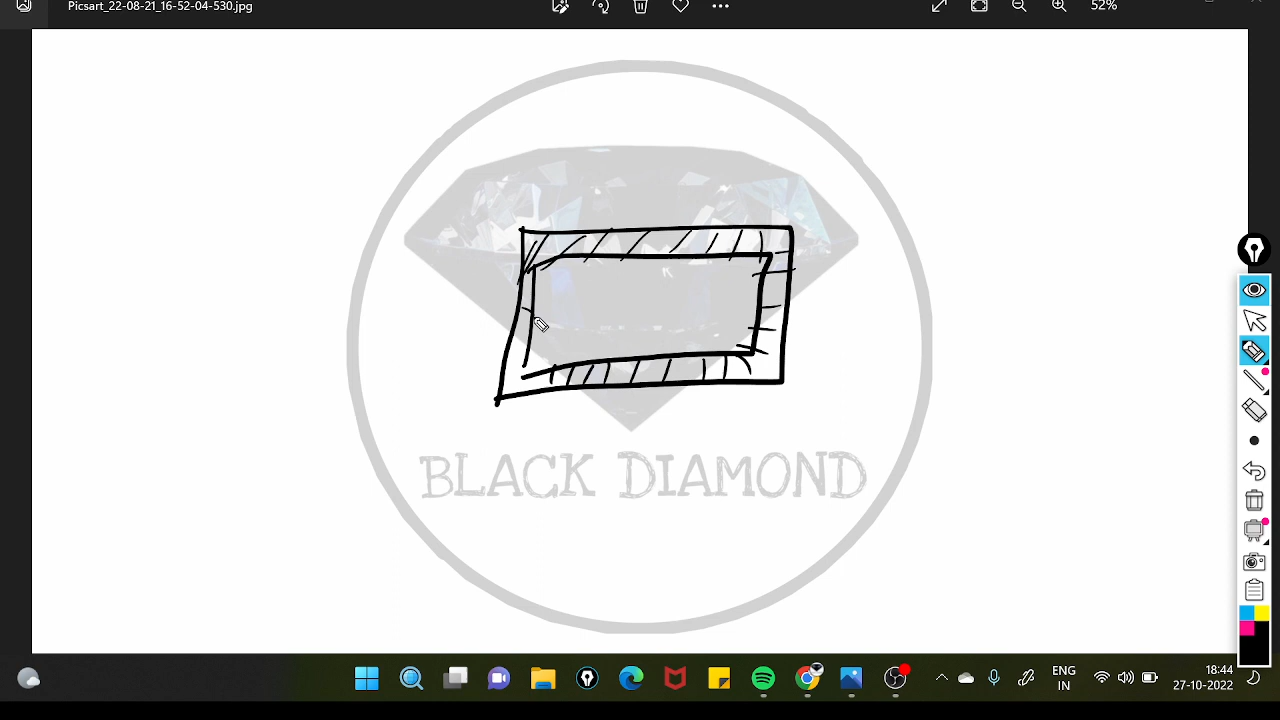 Picsart_22-08-21_16-52-04-530.jpg
52%
BLACK DIAMOND
ENG
IN
18:44
27-10-2022